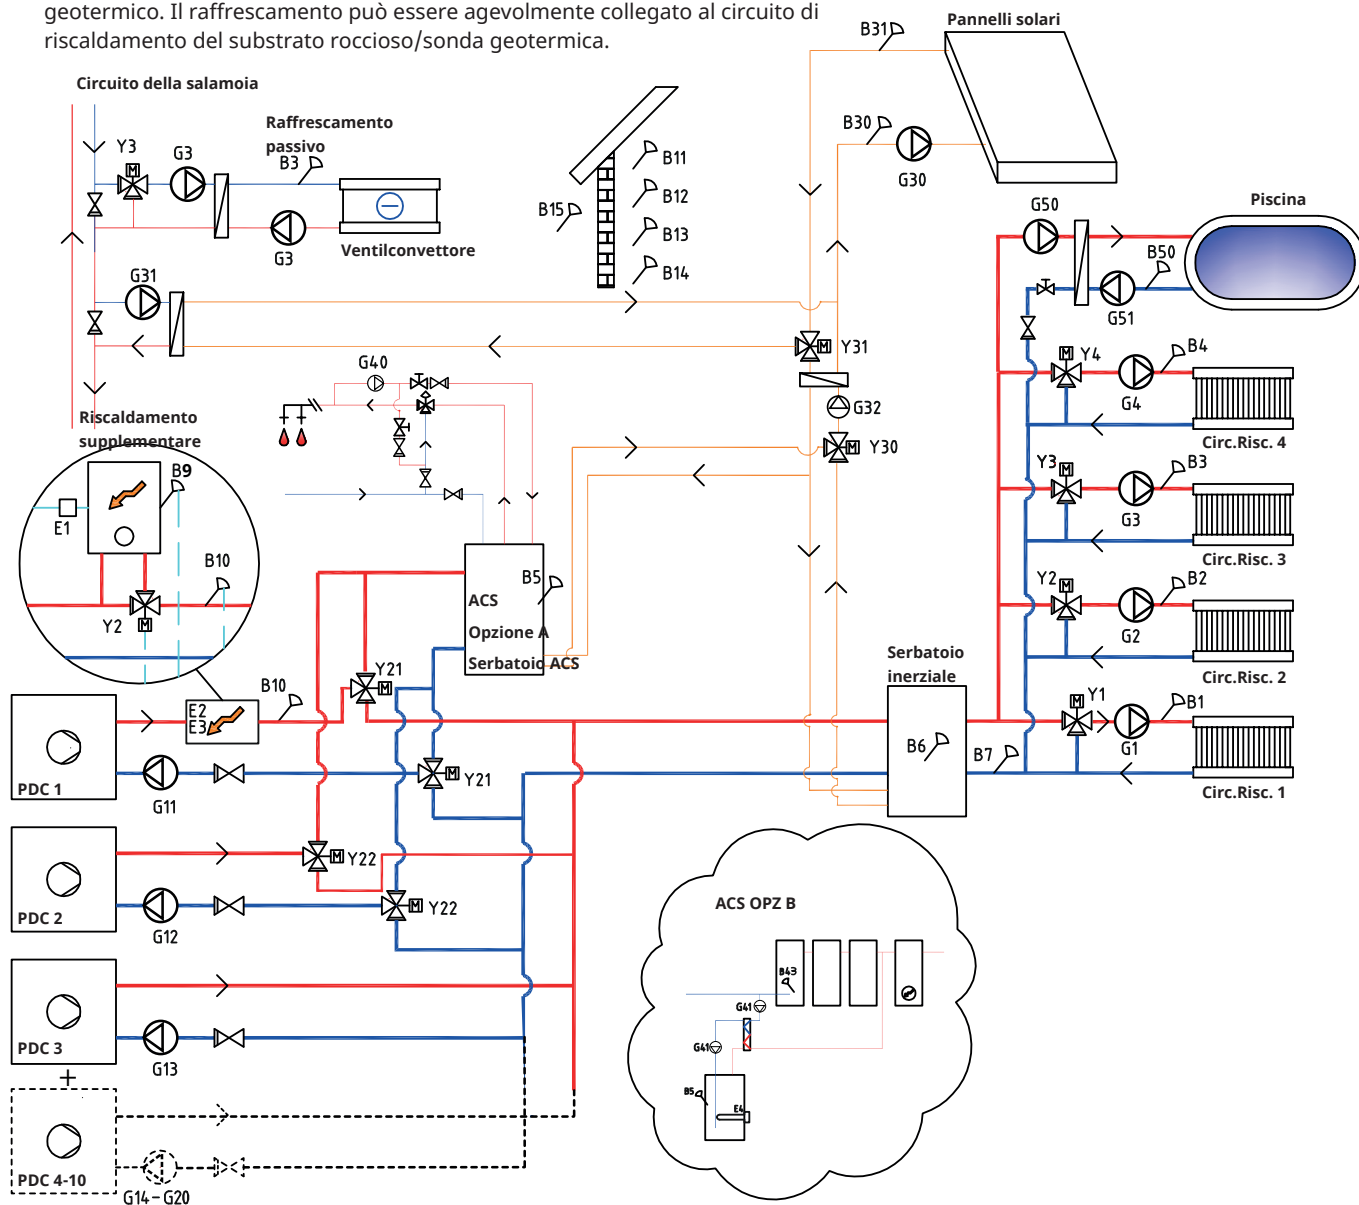 geotermico. Il raffrescamento può essere agevolmente collegato al circuito di
riscaldamento del substrato roccioso/sonda geotermica.
Pannelli solari
B31
Circuito della salamoia
Raffrescamento
passivo
Y3
G3
B3
B30
G30
B11
B12
B15
B13
B14
G3
Ventilconvettore
G50
Piscina
B50
G51
G31
Y31
G32
Y30
G40
Y4
B4
G4
Circ.Risc. 4
Riscaldamento
supplementare
B9
E1
B10
Y2
Y3
B3
G3
Circ.Risc. 3
B5
ACS
Opzione A
Serbatoio ACS
Y2
B2
G2
Circ.Risc. 2
Serbatoio
inerziale
Y21
B10
E2
E3
B6
B7
Y1
B1
G1
Circ.Risc. 1
PDC 1
G11
Y21
Y22
PDC 2
G12
Y22
PDC 3
G13
+
PDC 4-10
G14-G20
ACS OPZ B
B43
G41
G41
B5
E4
M
M
M
M
M
M
M
M
M
M
M
M